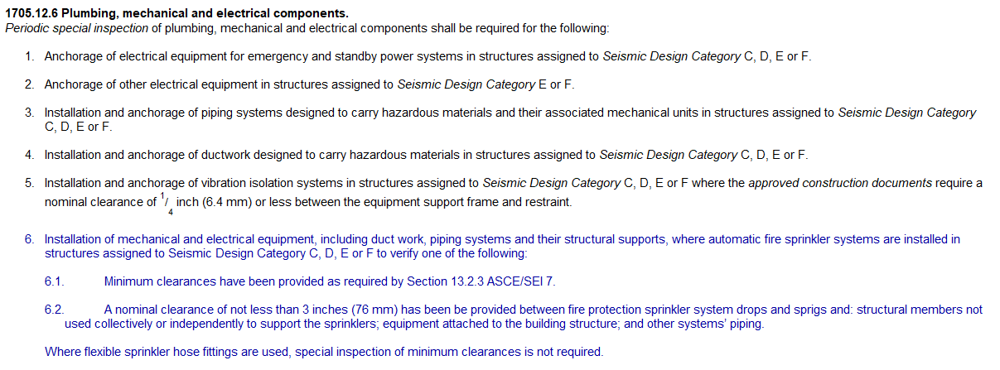 1705.12.6 Plumbing, mechanical and electrical components.
Periodic special inspection of plumbing, mechanical and electrical components shall be required for the following:
1. Anchorage of electrical equipment for emergency and standby power systems in structures assigned to Seismic Design Category C, D, E or F.
2. Anchorage of other electrical equipment in structures assigned to Seismic Design Category E or F.
3. Installation and anchorage of piping systems designed to carry hazardous materials and their associated mechanical units in structures assigned to Seismic Design Category
C, D, E or F.
4. Installation and anchorage of ductwork designed to carry hazardous materials in structures assigned to Seismic Design Category C, D, E or F.
5. Installation and anchorage of vibration isolation systems in structures assigned to Seismic Design Category C, D, E or F where the approved construction documents require a
nominal clearance of 1/4 inch (6.4 mm) or less between the equipment support frame and restraint.
6. Installation of mechanical and electrical equipment, including duct work, piping systems and their structural supports, where automatic fire sprinkler systems are installed in
structures assigned to Seismic Design Category C, D, E or F to verify one of the following:
6.1. Minimum clearances have been provided as required by Section 13.2.3 ASCE/SEI 7.
6.2. A nominal clearance of not less than 3 inches (76 mm) has been be provided between fire protection sprinkler system drops and sprigs and: structural members not
used collectively or independently to support the sprinklers; equipment attached to the building structure; and other systems' piping.
Where flexible sprinkler hose fittings are used, special inspection of minimum clearances is not required.